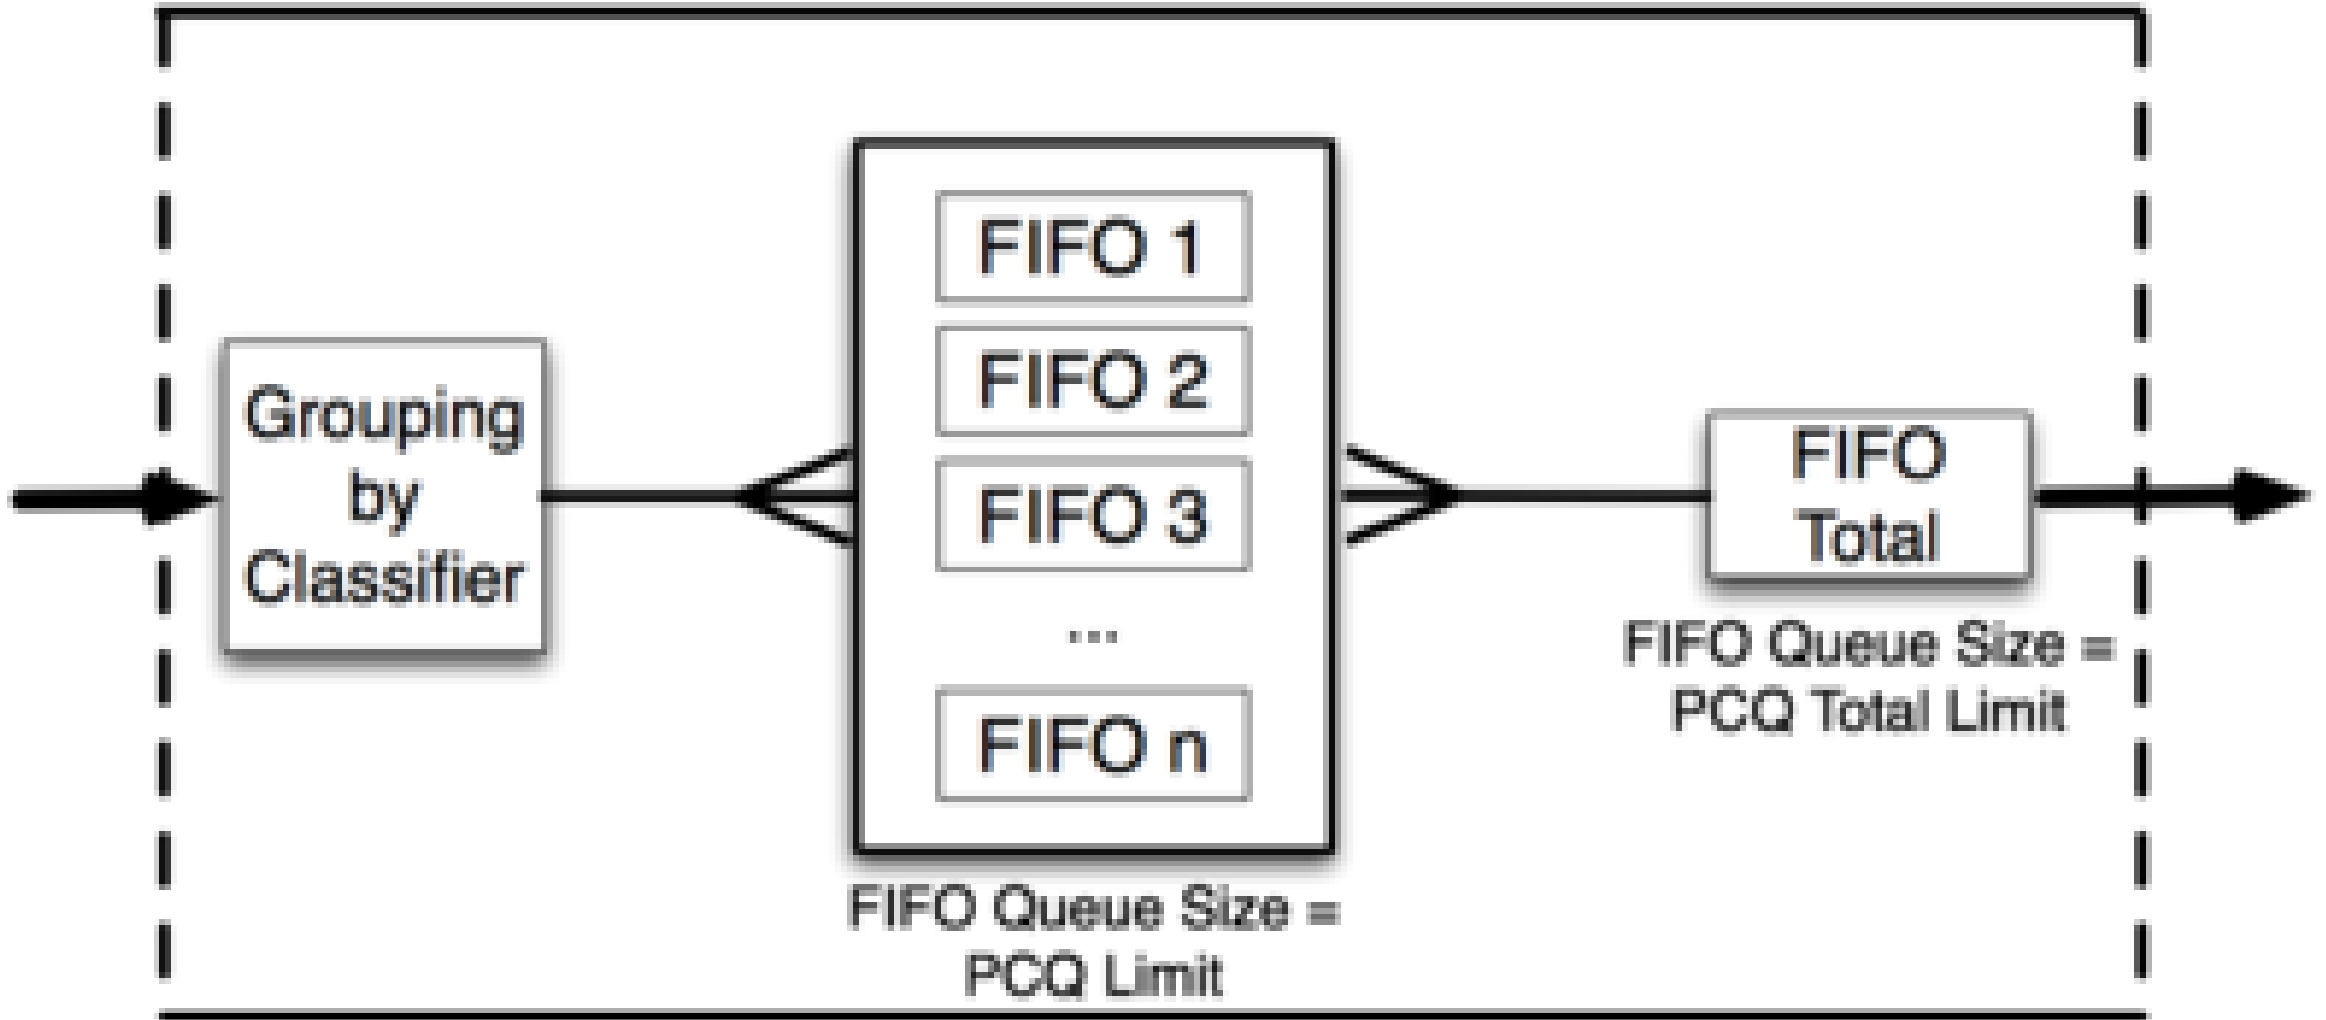 Grouping
by
Classifier
FIFO 1
FIFO 2
FIFO 3
...
FIFO n
FIFO Queue Size =
PCQ Limit
FIFO
Total
FIFO Queue Size =
PCQ Total Limit